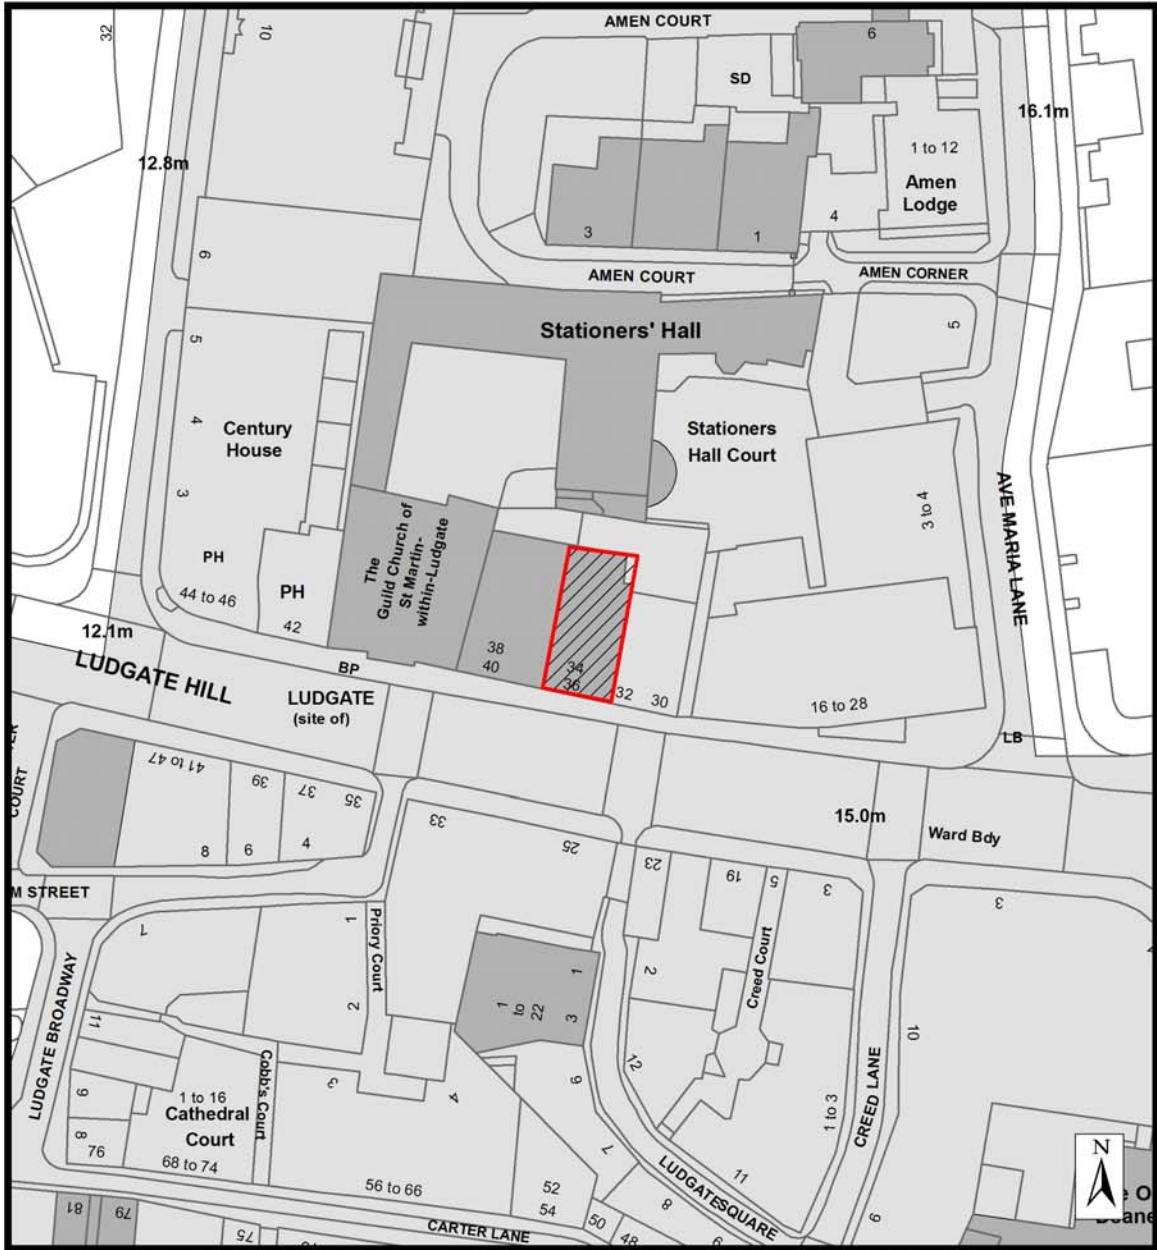 32
10
AMEN COURT
6
SD
16.1m
12.8m
1 to 12
Amen
Lodge
4
3
1
6
AMEN COURT
AMEN CORNER
Stationers' Hall
5
5
4
Century
House
Stationers
Hall Court
3
3 to 4
AVE MARIA LANE
The
Guild Church of
St Martin-
within-Ludgate
PH
PH
44 to 46
42
12.1m
38
40
34
36
32
30
16 to 28
BP
LUDGATE HILL
LUDGATE
(site of)
LB
COURT
41 to 47
39
37
35
8
6
4
33
25
15.0m
Ward Bdy
23
19
5
3
3
M STREET
1
1
Priory Court
2
1
to
22
1
3
2
Creed Court
10
LUDGATE BROADWAY
11
9
8
76
1 to 16
Cathedral
Court
68 to 74
Cobb's Court
3
4
12
9
7
1 to 3
CREED LANE
11
LUDGATE SQUARE
8
6
9
N
56 to 66
52
54
50
48
CARTER LANE
81
79
75
e O
Deane